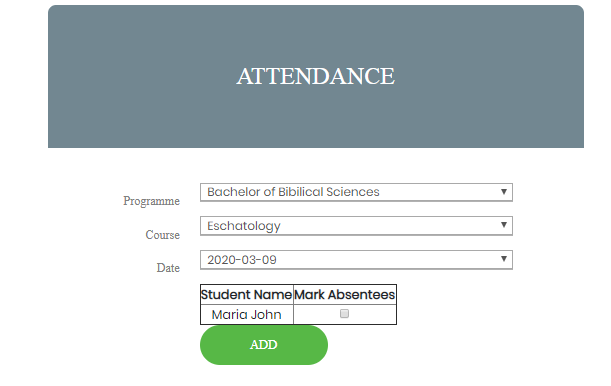 ATTENDANCE
Programme Bachelor of Bibilical Sciences
Course Eschatology
Date 2020-03-09
Student Name Mark Absentees
Maria John
ADD